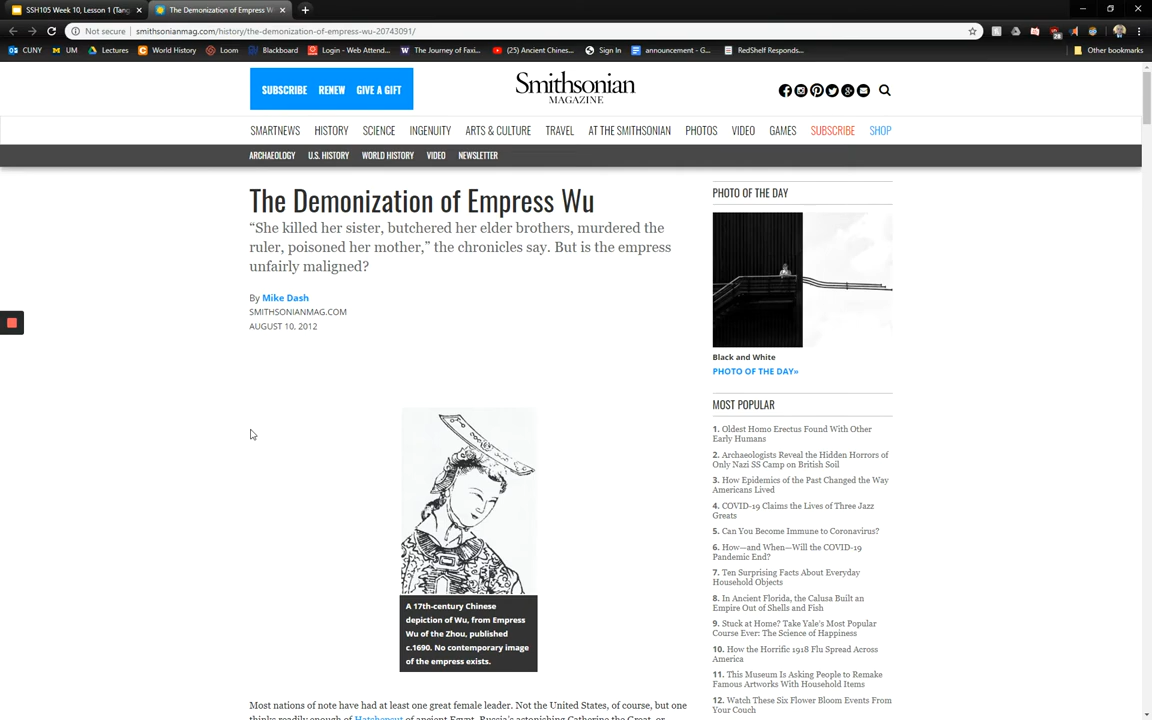 SSH105 Week 10, Lesson 1 (Tang
The Demonization of Empress W
Not secure | smithsonianmag.com/history/the-demonization-of-empress-wu-20743091/
CUNY UM Lectures World History Loom Blackboard Login - Web Attend... The Journey of Faxi... (25) Ancient Chines... Sign In announcement - G... RedShelf Respons... Other bookmarks
SUBSCRIBE RENEW GIVE A GIFT
Smithsonian
MAGAZINE
SMARTNEWS HISTORY SCIENCE INGENUITY ARTS & CULTURE TRAVEL AT THE SMITHSONIAN PHOTOS VIDEO GAMES SUBSCRIBE SHOP
ARCHAEOLOGY U.S. HISTORY WORLD HISTORY VIDEO NEWSLETTER
The Demonization of Empress Wu
“She killed her sister, butchered her elder brothers, murdered the
ruler, poisoned her mother,” the chronicles say. But is the empress
unfairly maligned?
By Mike Dash
SMITHSONIANMAG.COM
AUGUST 10, 2012
A 17th-century Chinese
depiction of Wu, from Empress
Wu of the Zhou, published
c.1690. No contemporary image
of the empress exists.
Most nations of note have had at least one great female leader. Not the United States, of course, but one
thinks readily enough of Hatshepsut of ancient Egypt, Russia’s astonishing Catherine the Great, or
PHOTO OF THE DAY
Black and White
PHOTO OF THE DAY»
MOST POPULAR
1. Oldest Homo Erectus Found With Other
Early Humans
2. Archaeologists Reveal the Hidden Horrors of
Only Nazi SS Camp on British Soil
3. How Epidemics of the Past Changed the Way
Americans Lived
4. COVID-19 Claims the Lives of Three Jazz
Greats
5. Can You Become Immune to Coronavirus?
6. How—and When—Will the COVID-19
Pandemic End?
7. Ten Surprising Facts About Everyday
Household Objects
8. In Ancient Florida, the Calusa Built an
Empire Out of Shells and Fish
9. Stuck at Home? Take Yale's Most Popular
Course Ever: The Science of Happiness
10. How the Horrific 1918 Flu Spread Across
America
11. This Museum Is Asking People to Remake
Famous Artworks With Household Items
12. Watch These Six Flower Bloom Events From
Your Couch